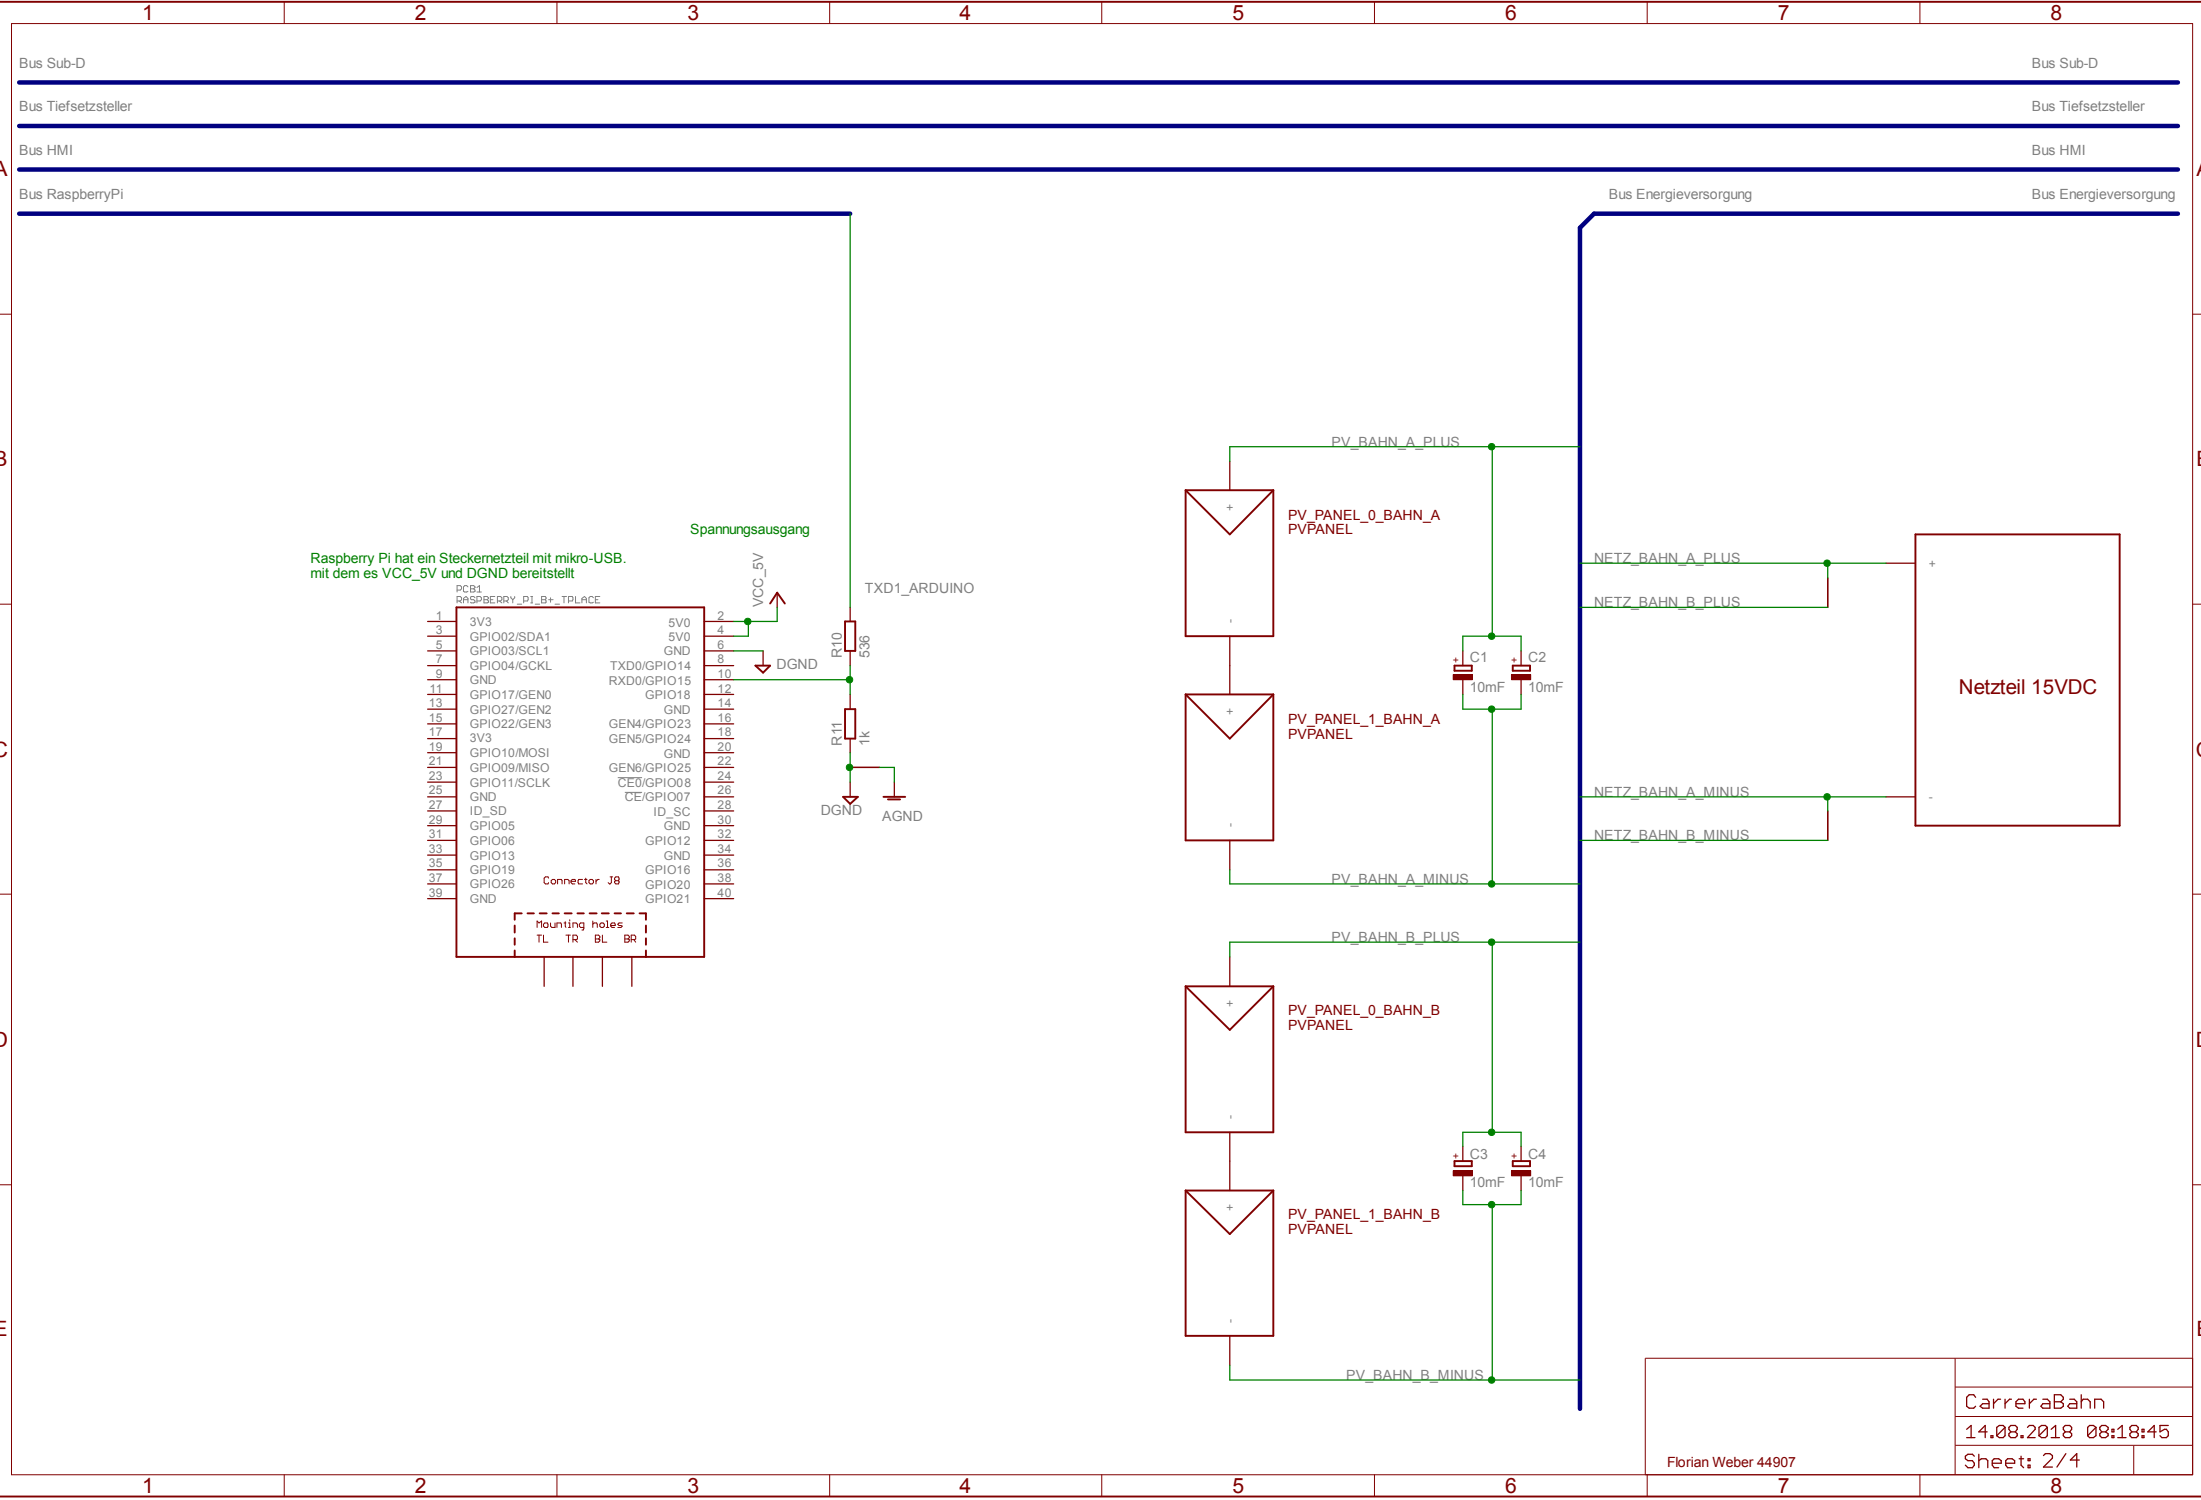 1 2 3 4 5 6 7 8
Bus Sub-D Bus Sub-D
Bus Tiefsetzsteller Bus Tiefsetzsteller
Bus HMI Bus HMI
A A
Bus RaspberryPi Bus Energieversorgung Bus Energieversorgung
PV_BAHN_A_PLUS
B B
+
PV_PANEL_0_BAHN_A
PVPANEL
-
Spannungsausgang
Raspberry Pi hat ein Steckernetzteil mit mikro-USB.
mit dem es VCC_5V und DGND bereitstellt
VCC_5V
TXD1_ARDUINO
PCB1
RASPBERRY_PI_B+_TPLACE
1 3V3 5V0 2
3 GPIO02/SDA1 5V0 4
5 GPIO03/SCL1 GND 6
7 GPIO04/GCKL TXD0/GPIO14 8
9 GND RXD0/GPIO15 10
11 GPIO17/GEN0 GPIO18 12
13 GPIO27/GEN2 GND 14
15 GPIO22/GEN3 GEN4/GPIO23 16
17 3V3 GEN5/GPIO24 18
19 GPIO10/MOSI GND 20
21 GPIO09/MISO GEN6/GPIO25 22
23 GPIO11/SCLK CE0/GPIO08 24
25 GND CE/GPIO07 26
27 ID_SD ID_SC 28
29 GPIO05 GND 30
31 GPIO06 GPIO12 32
33 GPIO13 GND 34
35 GPIO19 GPIO16 36
37 GPIO26 GPIO20 38
39 GND GPIO21 40
Connector J8
Mounting holes
TL TR BL BR
DGND
R10
536
R11
1k
DGND AGND
NETZ_BAHN_A_PLUS
NETZ_BAHN_B_PLUS
+
Netzteil 15VDC
-
NETZ_BAHN_A_MINUS
NETZ_BAHN_B_MINUS
+ C1 + C2
10mF 10mF
+
PV_PANEL_1_BAHN_A
PVPANEL
-
C C
PV_BAHN_A_MINUS
PV_BAHN_B_PLUS
+
PV_PANEL_0_BAHN_B
PVPANEL
-
D D
+ C3 + C4
10mF 10mF
+
PV_PANEL_1_BAHN_B
PVPANEL
-
E E
PV_BAHN_B_MINUS
CarreraBahn
14.08.2018 08:18:45
Florian Weber 44907
Sheet: 2/4
1 2 3 4 5 6 7 8